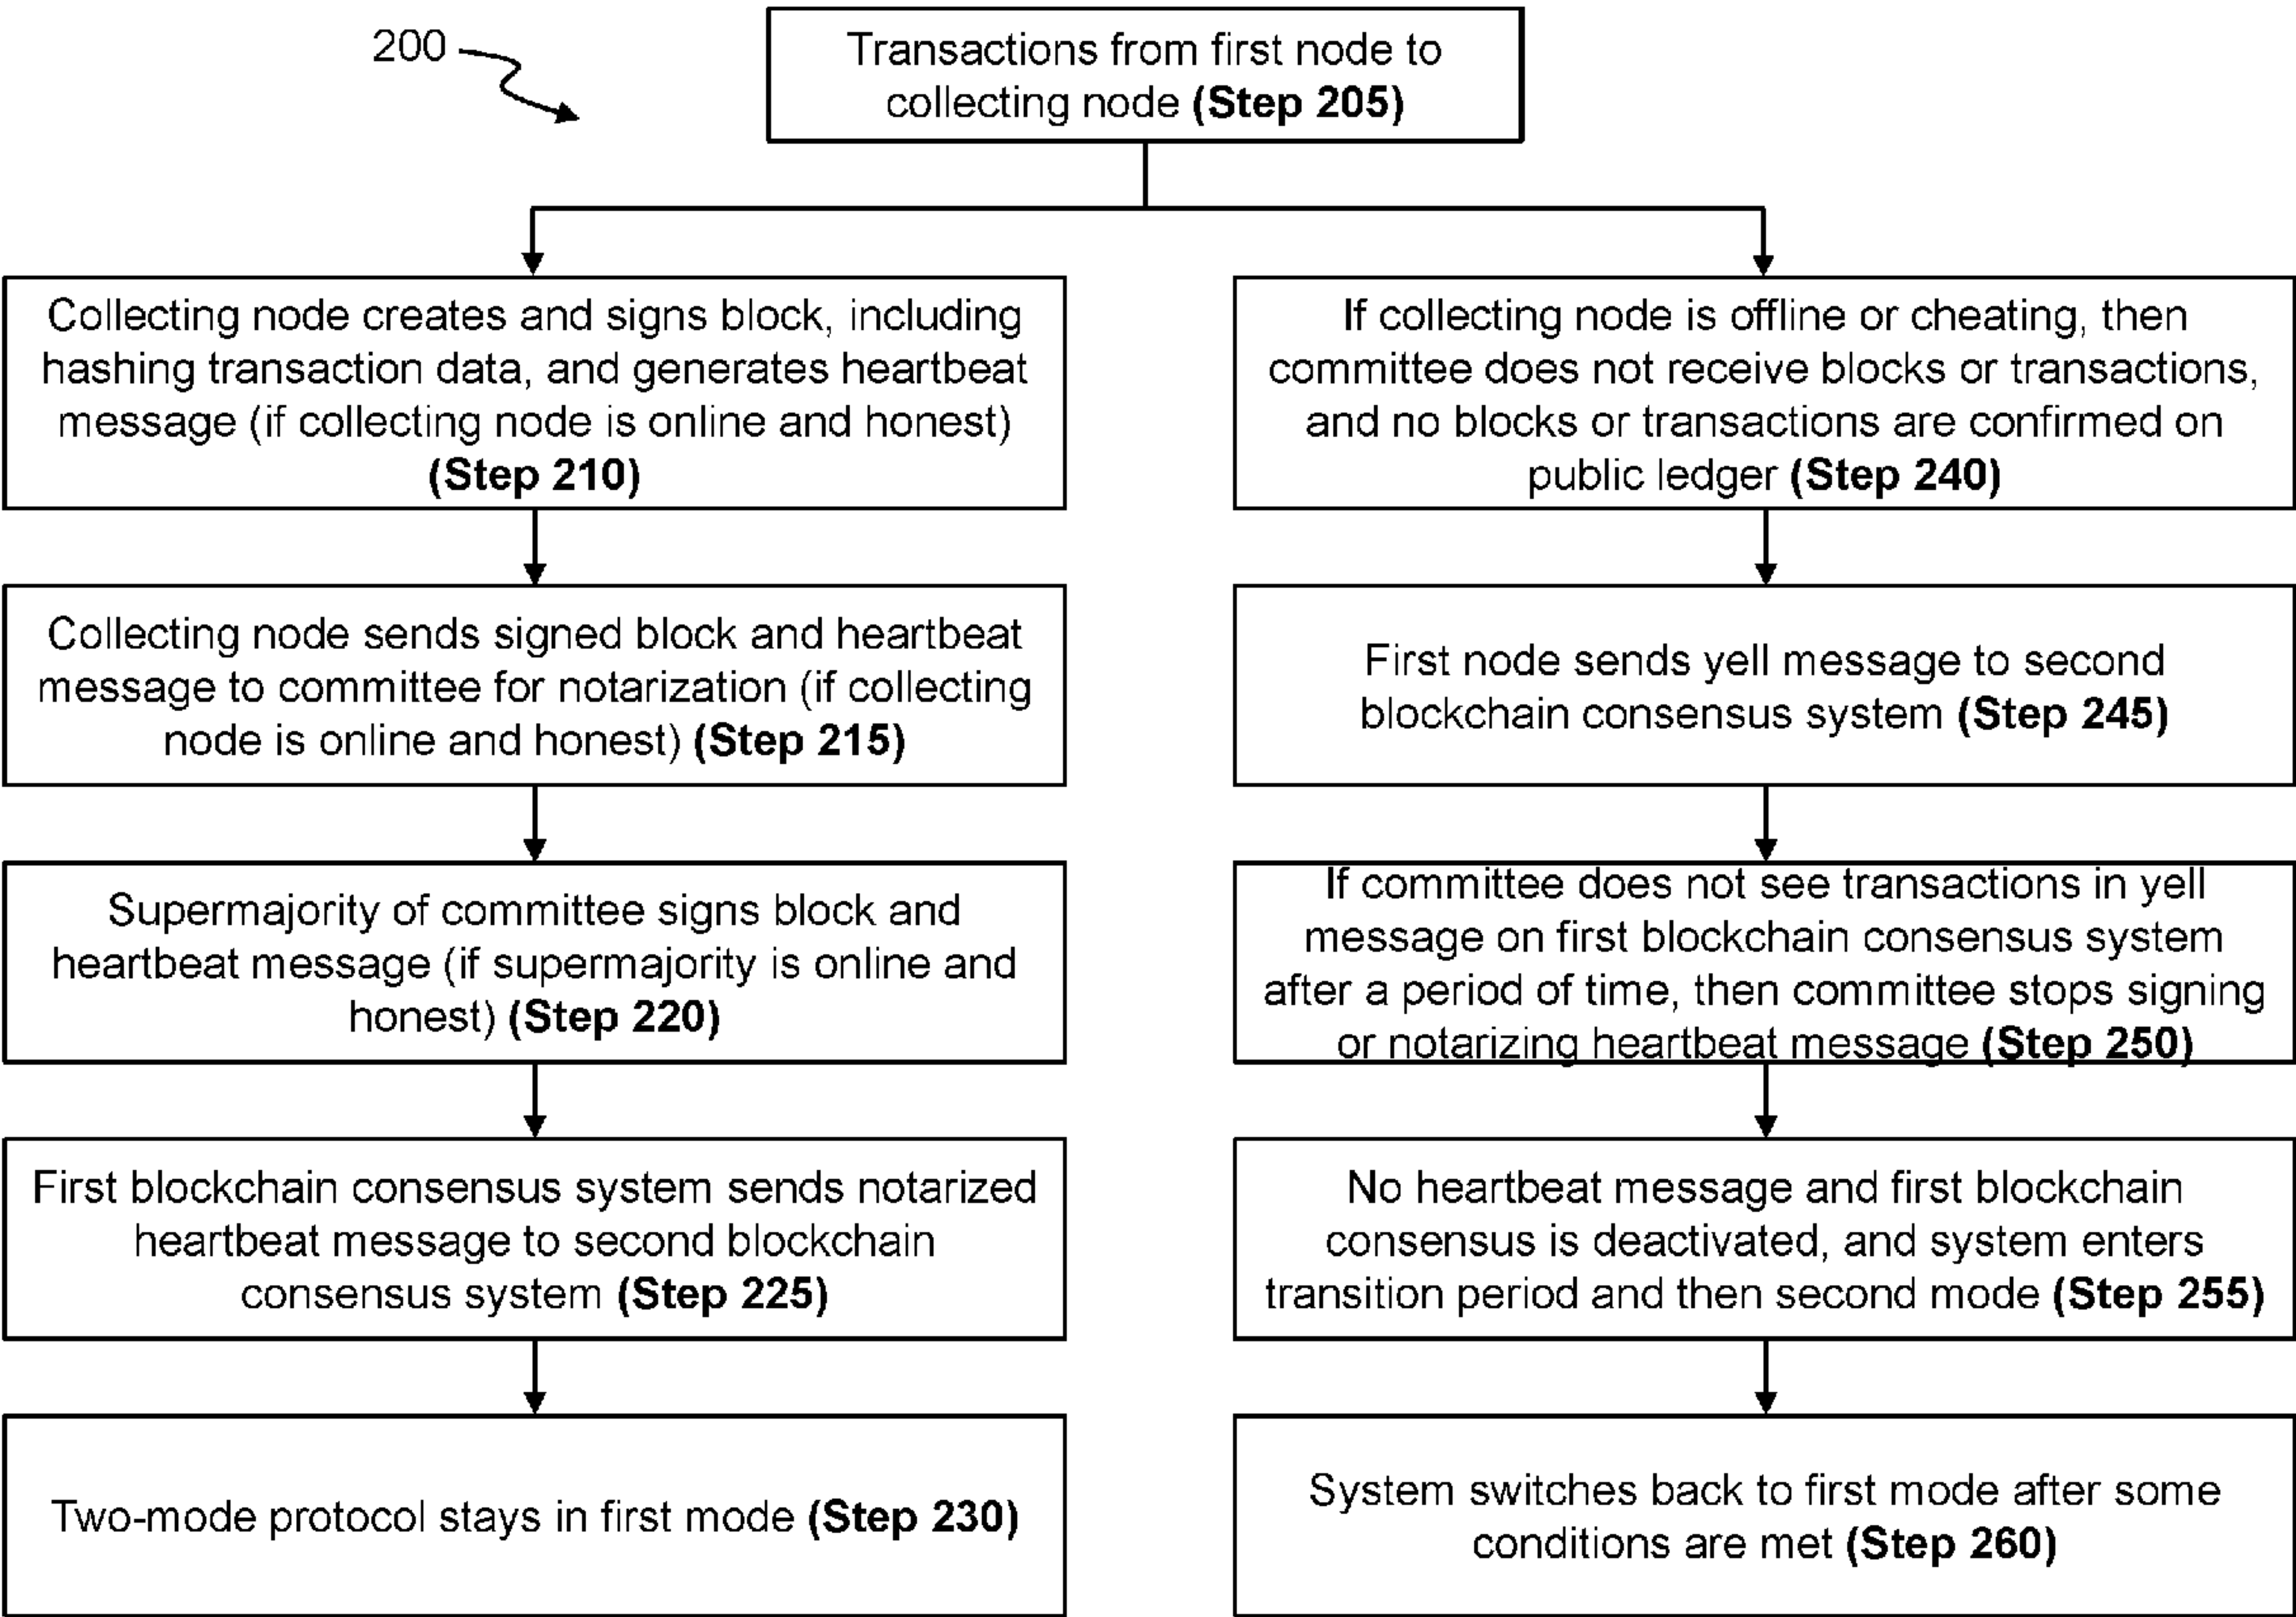 200
Transactions from first node to
collecting node (Step 205)
Collecting node creates and signs block, including
hashing transaction data, and generates heartbeat
message (if collecting node is online and honest)
(Step 210)
Collecting node sends signed block and heartbeat
message to committee for notarization (if collecting
node is online and honest) (Step 215)
Supermajority of committee signs block and
heartbeat message (if supermajority is online and
honest) (Step 220)
First blockchain consensus system sends notarized
heartbeat message to second blockchain
consensus system (Step 225)
Two-mode protocol stays in first mode (Step 230)
If collecting node is offline or cheating, then
committee does not receive blocks or transactions,
and no blocks or transactions are confirmed on
public ledger (Step 240)
First node sends yell message to second
blockchain consensus system (Step 245)
If committee does not see transactions in yell
message on first blockchain consensus system
after a period of time, then committee stops signing
or notarizing heartbeat message (Step 250)
No heartbeat message and first blockchain
consensus is deactivated, and system enters
transition period and then second mode (Step 255)
System switches back to first mode after some
conditions are met (Step 260)